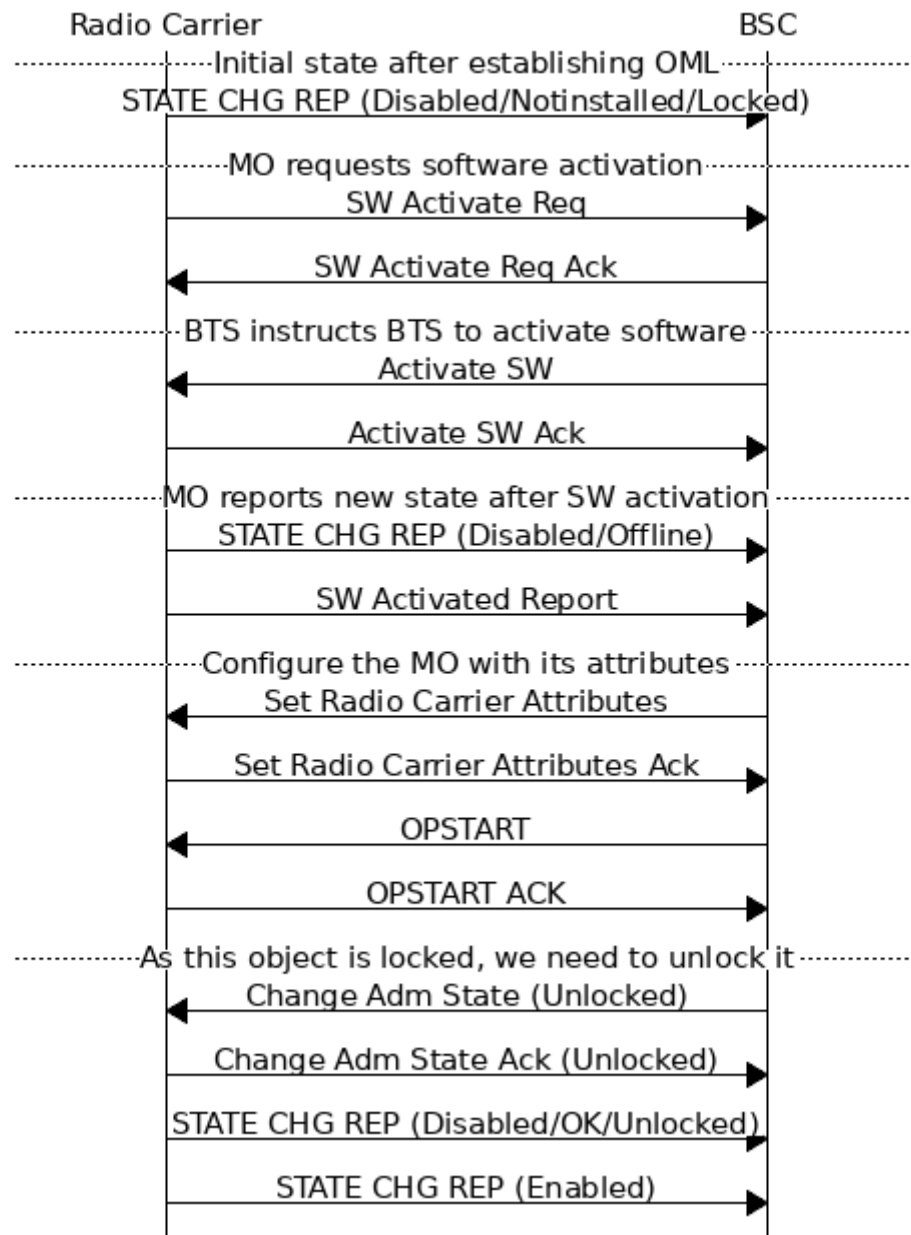 Radio Carrier BSC
Initial state after establishing OML
STATE CHG REP (Disabled/Notinstalled/Locked)
MO requests software activation
SW Activate Req
SW Activate Req Ack
BTS instructs BTS to activate software
Activate SW
Activate SW Ack
MO reports new state after SW activation
STATE CHG REP (Disabled/Offline)
SW Activated Report
Configure the MO with its attributes
Set Radio Carrier Attributes
Set Radio Carrier Attributes Ack
OPSTART
OPSTART ACK
As this object is locked, we need to unlock it
Change Adm State (Unlocked)
Change Adm State Ack (Unlocked)
STATE CHG REP (Disabled/OK/Unlocked)
STATE CHG REP (Enabled)